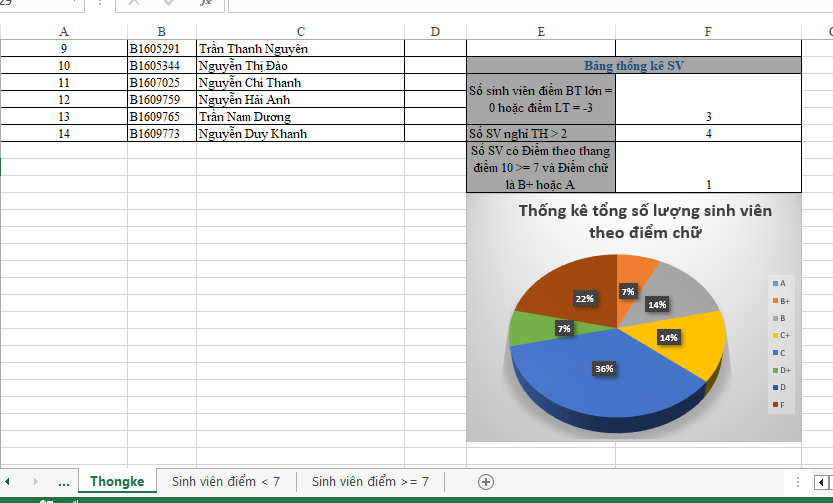 A B C D E F
9 B1605291 Trần Thanh Nguyên
10 B1605344 Nguyễn Thị Đào Bảng thống kê SV
11 B1607025 Nguyễn Chí Thanh
12 B1609759 Nguyễn Hải Anh
13 B1609765 Trần Nam Dương
14 B1609773 Nguyễn Duy Khanh
Số sinh viên điểm BT lớn =
0 hoặc điểm LT = -3
3
Số SV nghỉ TH > 2 4
Số SV có Điểm theo thang
điểm 10 >= 7 và Điểm chữ
là B+ hoặc A
1
Thống kê tổng số lượng sinh viên
theo điểm chữ
7%
14%
14%
36%
7%
22%
A
B+
B
C+
C
D+
D
F
... Thongke Sinh viên điểm < 7 Sinh viên điểm >= 7